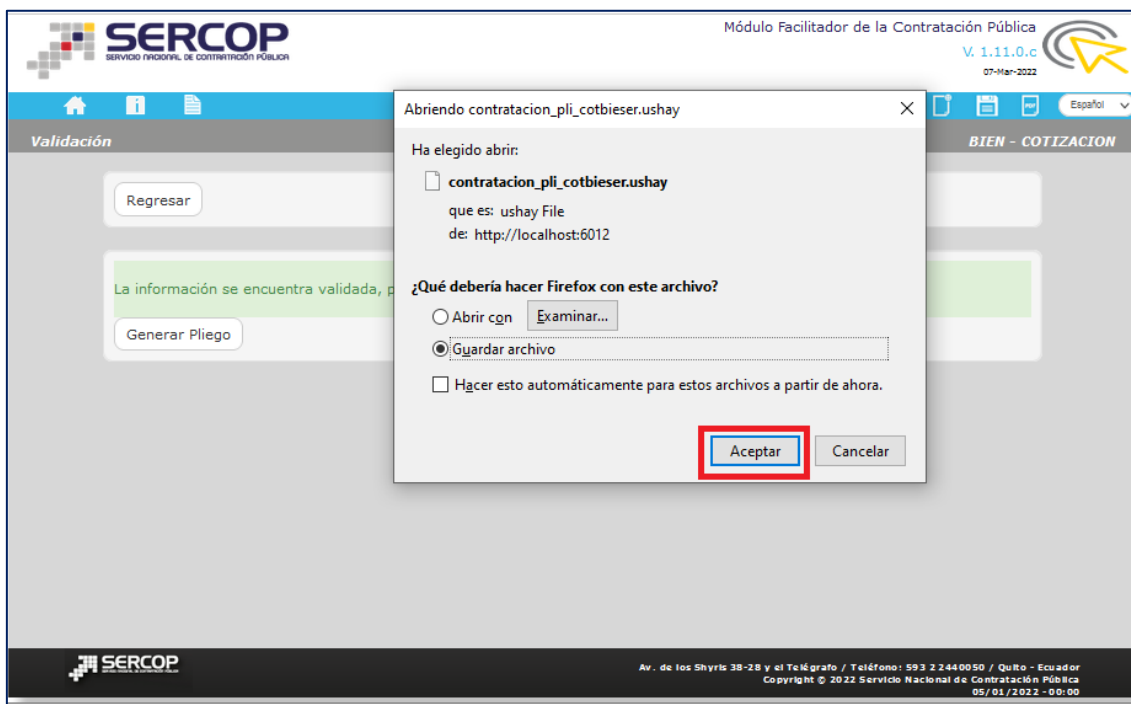 SERCOP
SERVICIO NACIONAL DE CONTRATACIÓN PÚBLICA
Módulo Facilitador de la Contratación Pública
V. 1.11.0.c
07-Mar-2022
Español
Validación
BIEN - COTIZACION
Regresar
La información se encuentra validada, p
Generar Pliego
Abriendo contratacion_pli_cotbieser.ushay
Ha elegido abrir:
contratacion_pli_cotbieser.ushay
que es: ushay File
de: http://localhost:6012
¿Qué debería hacer Firefox con este archivo?
Abrir con Examinar...
Guardar archivo
Hacer esto automáticamente para estos archivos a partir de ahora.
Aceptar Cancelar
SERCOP
Av. de los Shyris 38-28 y el Telégrafo / Teléfono: 593 2 2440050 / Quito - Ecuador
Copyright © 2022 Servicio Nacional de Contratación Pública
05/01/2022 - 00:00